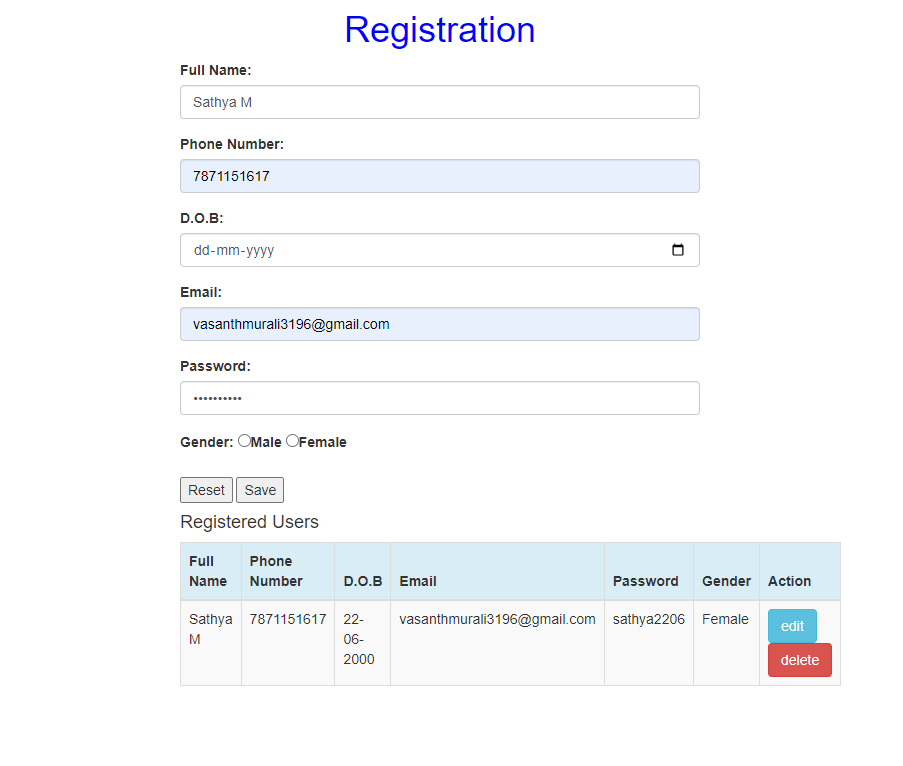 Registration
Full Name:
Sathya M
Phone Number:
7871151617
D.O.B:
dd-mm-yyyy
Email:
vasanthmurali3196@gmail.com
Password:
••••••••••
Gender: Male Female
Reset Save
Registered Users
Full Name Phone Number D.O.B Email Password Gender Action
Sathya M 7871151617 22-06-2000 vasanthmurali3196@gmail.com sathya2206 Female edit
delete